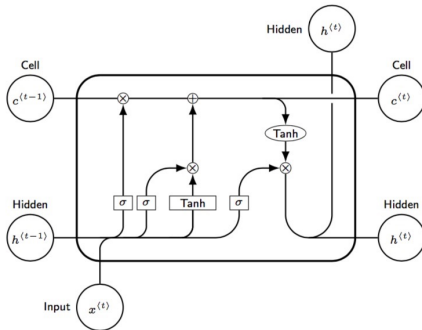 Hidden
h⟨t⟩
Cell
c⟨t−1⟩
Cell
c⟨t⟩
⊗
⊕
Tanh
⊗
⊗
σ
σ
Tanh
σ
Hidden
h⟨t−1⟩
Hidden
h⟨t⟩
Input
x⟨t⟩